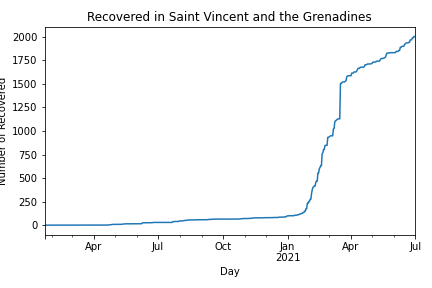 Recovered in Saint Vincent and the Grenadines
Number of Recovered
2000
1750
1500
1250
1000
750
500
250
0
Apr
Jul
Oct
Jan
2021
Apr
Jul
Day